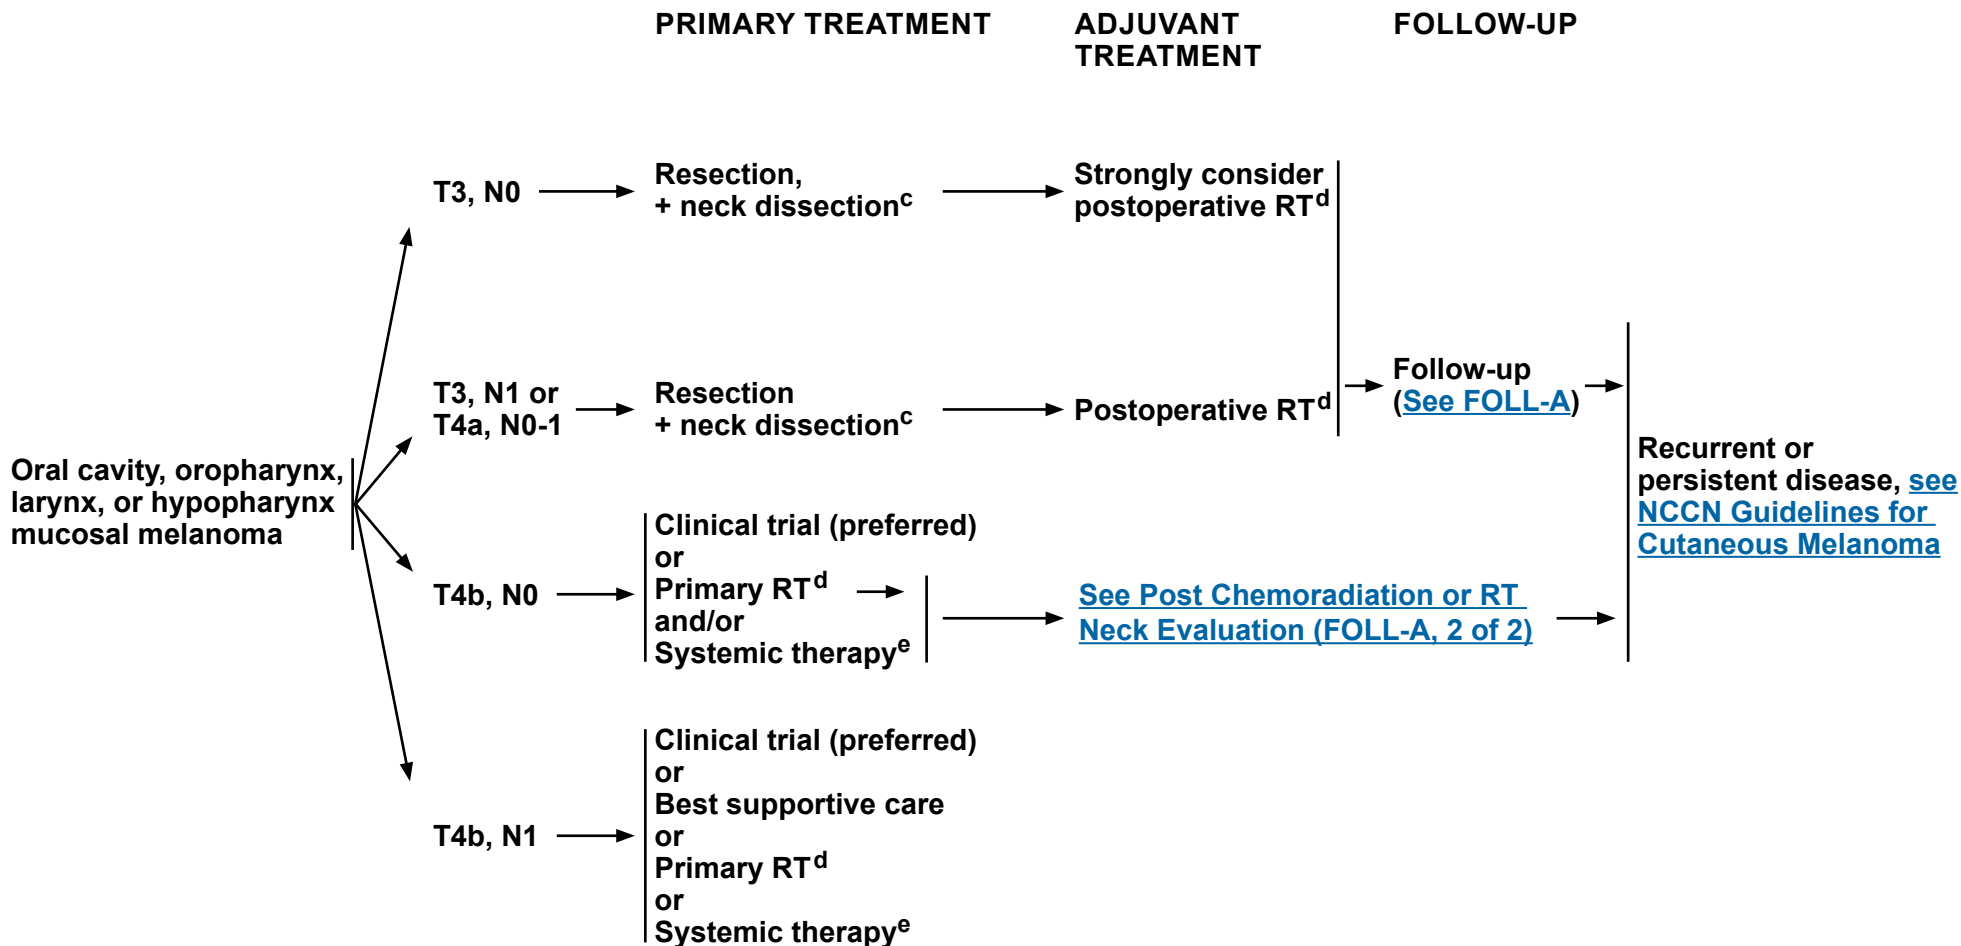 PRIMARY TREATMENT
ADJUVANT
TREATMENT
FOLLOW-UP
Oral cavity, oropharynx,
larynx, or hypopharynx
mucosal melanoma
T3, N0
Resection,
+ neck dissectionᶜ
Strongly consider
postoperative RTᵈ
T3, N1 or
T4a, N0-1
Resection
+ neck dissectionᶜ
Postoperative RTᵈ
Follow-up
(See FOLL-A)
T4b, N0
Clinical trial (preferred)
or
Primary RTᵈ
and/or
Systemic therapyᵉ
See Post Chemoradiation or RT
Neck Evaluation (FOLL-A, 2 of 2)
Recurrent or
persistent disease, see
NCCN Guidelines for
Cutaneous Melanoma
T4b, N1
Clinical trial (preferred)
or
Best supportive care
or
Primary RTᵈ
or
Systemic therapyᵉ